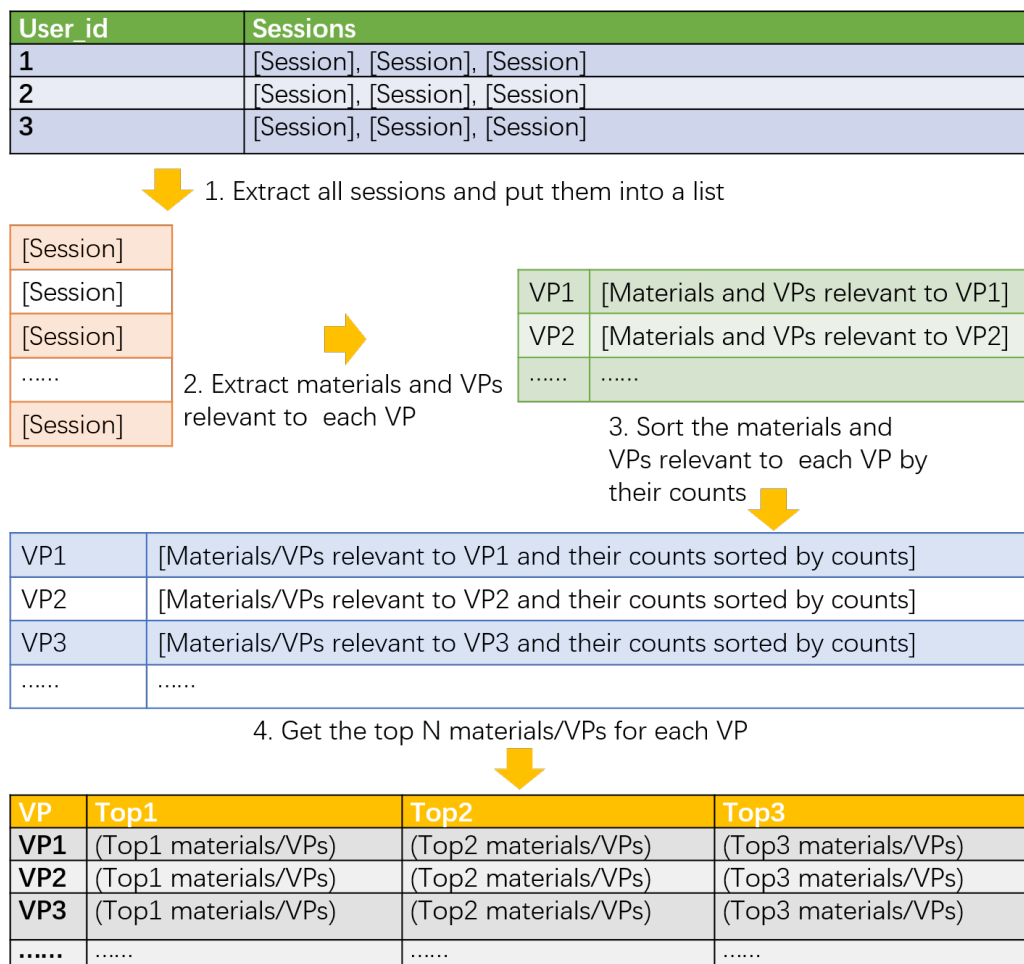 User_id Sessions
1 [Session], [Session], [Session]
2 [Session], [Session], [Session]
3 [Session], [Session], [Session]
1. Extract all sessions and put them into a list
[Session]
[Session]
[Session]
......
[Session]
2. Extract materials and VPs
relevant to each VP
VP1 [Materials and VPs relevant to VP1]
VP2 [Materials and VPs relevant to VP2]
...... ......
3. Sort the materials and
VPs relevant to each VP by
their counts
VP1 [Materials/VPs relevant to VP1 and their counts sorted by counts]
VP2 [Materials/VPs relevant to VP2 and their counts sorted by counts]
VP3 [Materials/VPs relevant to VP3 and their counts sorted by counts]
...... ......
4. Get the top N materials/VPs for each VP
VP Top1 Top2 Top3
VP1 (Top1 materials/VPs) (Top2 materials/VPs) (Top3 materials/VPs)
VP2 (Top1 materials/VPs) (Top2 materials/VPs) (Top3 materials/VPs)
VP3 (Top1 materials/VPs) (Top2 materials/VPs) (Top3 materials/VPs)
...... ...... ...... ......